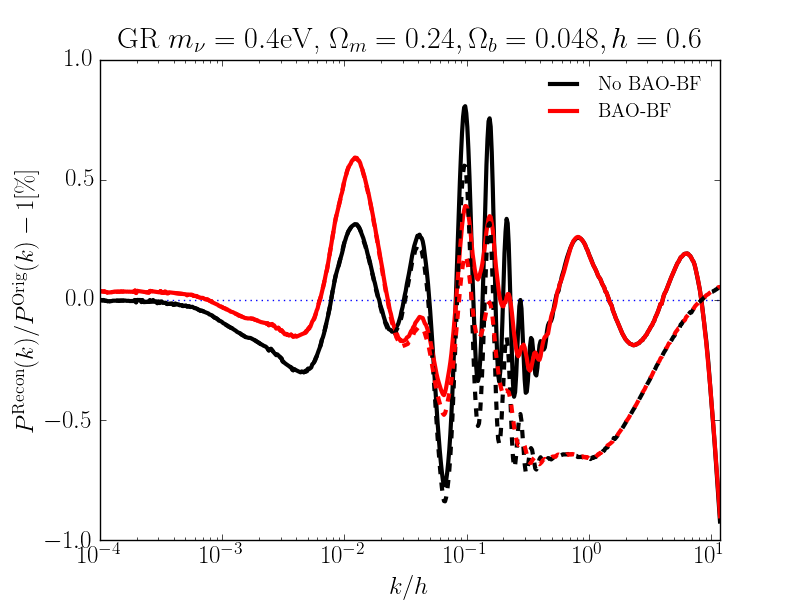 GR $m_\nu = 0.4$eV, $\Omega_m = 0.24, \Omega_b = 0.048, h = 0.6$
No BAO-BF
BAO-BF
1.0
0.5
0.0
−0.5
−1.0
$P^{\rm Recon}(k)/P^{\rm Orig}(k) - 1[\%]$
$10^{-4}$ $10^{-3}$ $10^{-2}$ $10^{-1}$ $10^{0}$ $10^{1}$
$k/h$